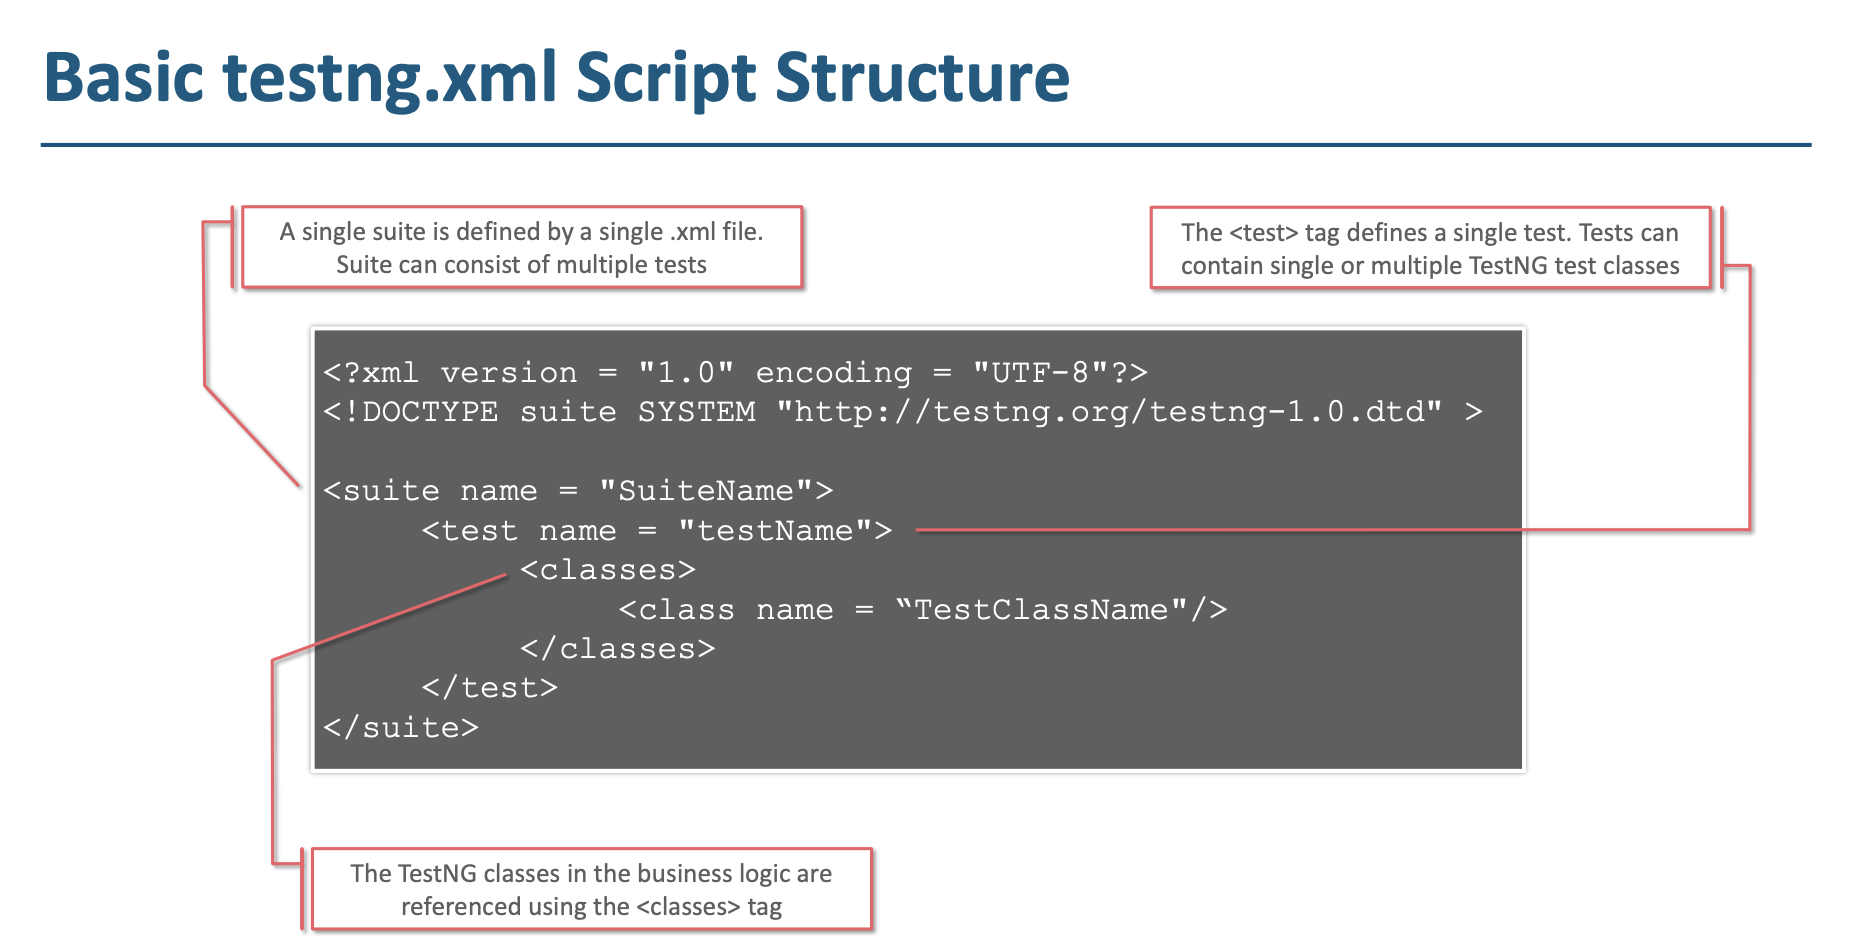 Basic testng.xml Script Structure
A single suite is defined by a single .xml file.
Suite can consist of multiple tests
The <test> tag defines a single test. Tests can
contain single or multiple TestNG test classes
<?xml version = "1.0" encoding = "UTF-8"?>
<!DOCTYPE suite SYSTEM "http://testng.org/testng-1.0.dtd" >
<suite name = "SuiteName">
<test name = "testName">
<classes>
<class name = “TestClassName"/>
</classes>
</test>
</suite>
The TestNG classes in the business logic are
referenced using the <classes> tag